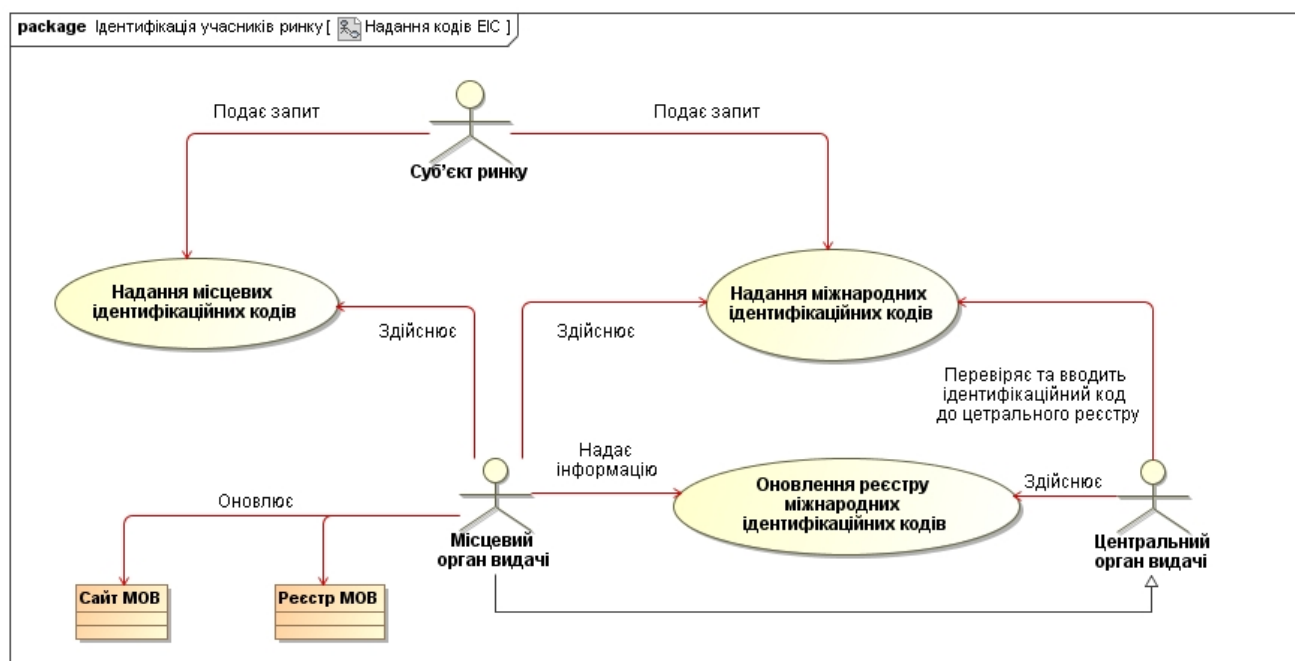 package Ідентифікація учасників ринку [ Надання кодів EIC ]
Подає запит
Подає запит
Суб'єкт ринку
Надання місцевих
ідентифікаційних кодів
Надання міжнародних
ідентифікаційних кодів
Здійснює
Здійснює
Перевіряє та вводить
ідентифікаційний код
до цетрального реєстру
Надає
інформацію
Оновлення реєстру
міжнародних
ідентифікаційних кодів
Здійснює
Оновлює
Місцевий
орган видачі
Центральний
орган видачі
Сайт МОВ
Реєстр МОВ